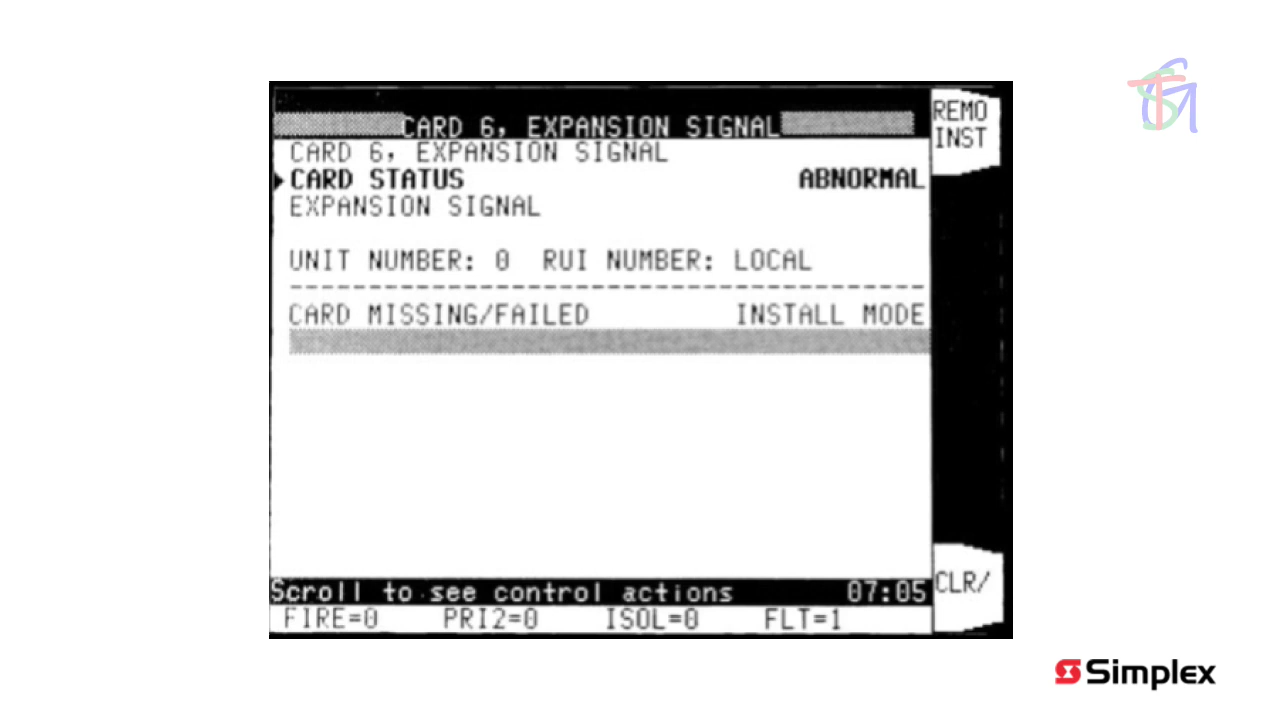 CARD 6, EXPANSION SIGNAL
REMO
INST
CARD 6, EXPANSION SIGNAL
CARD STATUS ABNORMAL
EXPANSION SIGNAL
UNIT NUMBER: 0 RUI NUMBER: LOCAL
----------------------------------------
CARD MISSING/FAILED INSTALL MODE
Scroll to see control actions 07:05
CLR/
FIRE=0 PRI2=0 ISOL=0 FLT=1
Simplex